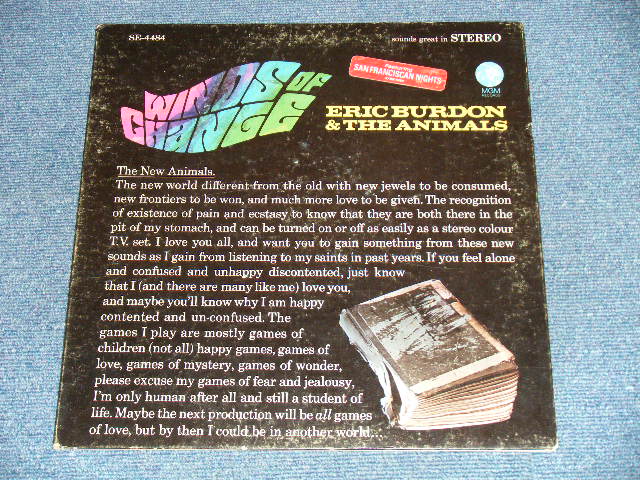 SE-4484
sounds great in STEREO
WINDS OF CHANGE
Featuring
SAN FRANCISCAN NIGHTS
MGM
RECORDS
ERIC BURDON
& THE ANIMALS
The New Animals.
The new world different from the old with new jewels to be consumed,
new frontiers to be won, and much more love to be given. The recognition
of existence of pain and ecstasy to know that they are both there in the
pit of my stomach, and can be turned on or off as easily as a stereo colour
T.V. set. I love you all, and want you to gain something from these new
sounds as I gain from listening to my saints in past years. If you feel alone
and confused and unhappy discontented, just know
that I (and there are many like me) love you,
and maybe you'll know why I am happy
contented and un-confused. The
games I play are mostly games of
children (not all) happy games, games of
love, games of mystery, games of wonder,
please excuse my games of fear and jealousy,
I'm only human after all and still a student of
life. Maybe the next production will be all games
of love, but by then I could be in another world...